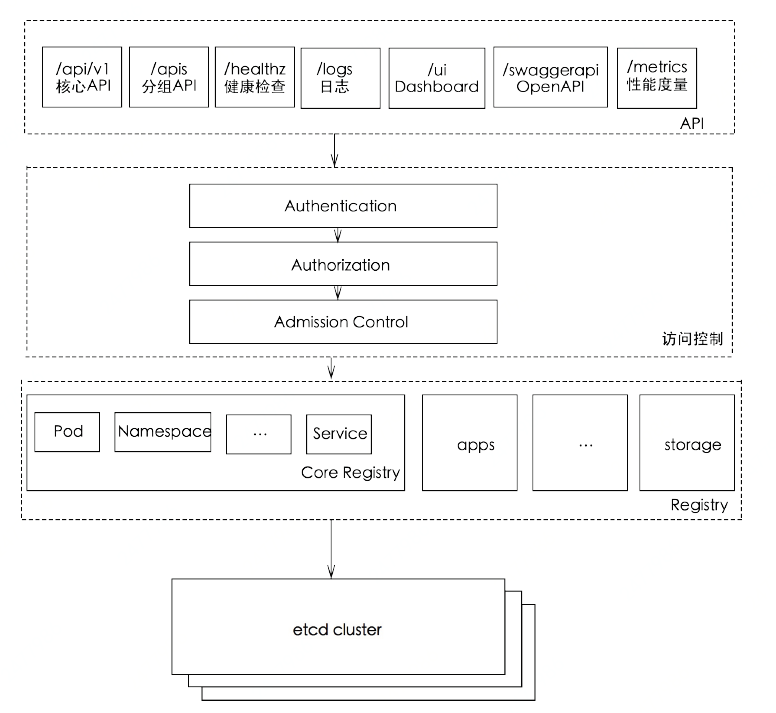 /api/v1
核心API
/apis
分组API
/healthz
健康检查
/logs
日志
/ui
Dashboard
/swaggerapi
OpenAPI
/metrics
性能度量
API
Authentication
Authorization
Admission Control
访问控制
Pod
Namespace
...
Service
Core Registry
apps
...
storage
Registry
etcd cluster